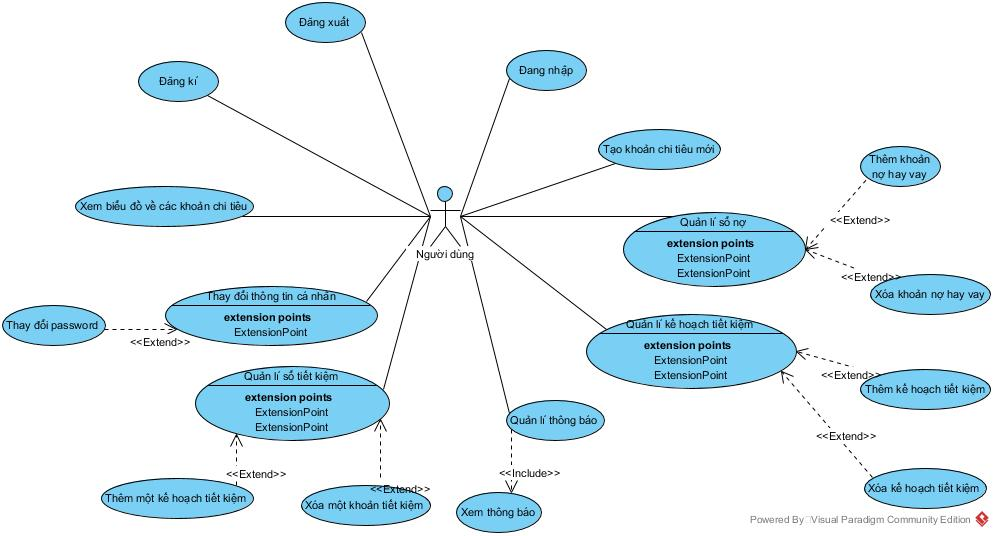 Đăng xuất
Đang nhập
Đăng kí
Tạo khoản chi tiêu mới
Thêm khoản
nợ hay vay
Xem biểu đồ về các khoản chi tiêu
<<Extend>>
Quản lí sổ nợ
extension points
ExtensionPoint
ExtensionPoint
Người dùng
<<Extend>>
Xóa khoản nợ hay vay
Thay đổi thông tin cá nhân
extension points
ExtensionPoint
Thay đổi password
<<Extend>>
Quản lí kế hoạch tiết kiệm
extension points
ExtensionPoint
ExtensionPoint
<<Extend>>
Thêm kế hoạch tiết kiệm
Quản lí sổ tiết kiệm
extension points
ExtensionPoint
ExtensionPoint
Quản lí thông báo
<<Extend>>
<<Extend>>
<<Include>>
<<Extend>>
Xóa kế hoạch tiết kiệm
Thêm một kế hoạch tiết kiệm
Xóa một khoản tiết kiệm
Xem thông báo
Powered By Visual Paradigm Community Edition